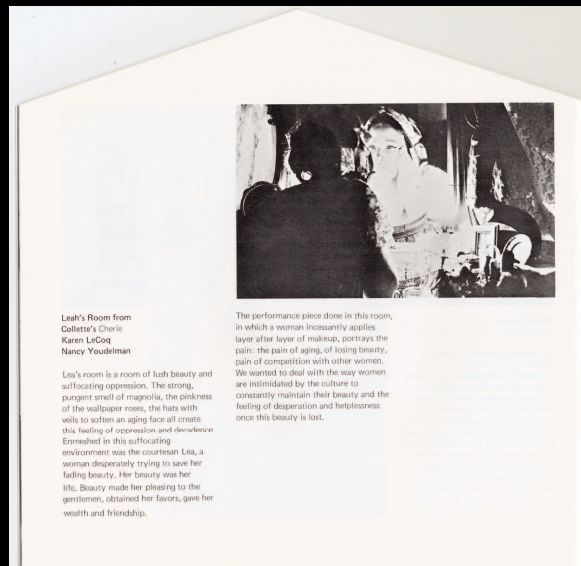 Leah's Room from
Collette's Cherie
Karen LeCoq
Nancy Youdelman
Lea's room is a room of lush beauty and
suffocating oppression. The strong,
pungent smell of magnolia, the pinkness
of the wallpaper roses, the hats with
veils to soften an aging face all create
this feeling of oppression and decadence
Enmeshed in this suffocating
environment was the courtesan Lea, a
woman desperately trying to save her
fading beauty. Her beauty was her
life. Beauty made her pleasing to the
gentlemen, obtained her favors, gave her
wealth and friendship.
The performance piece done in this room,
in which a woman incessantly applies
layer after layer of makeup, portrays the
pain: the pain of aging, of losing beauty,
pain of competition with other women.
We wanted to deal with the way women
are intimidated by the culture to
constantly maintain their beauty and the
feeling of desperation and helplessness
once this beauty is lost.